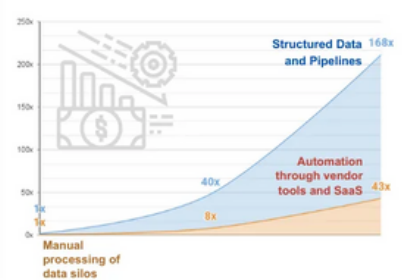 250x
200x
150x
100x
50x
0x
Structured Data
and Pipelines
168x
40x
Automation
through vendor
tools and SaaS
43x
8x
1x
1x
Manual
processing of
data silos
$